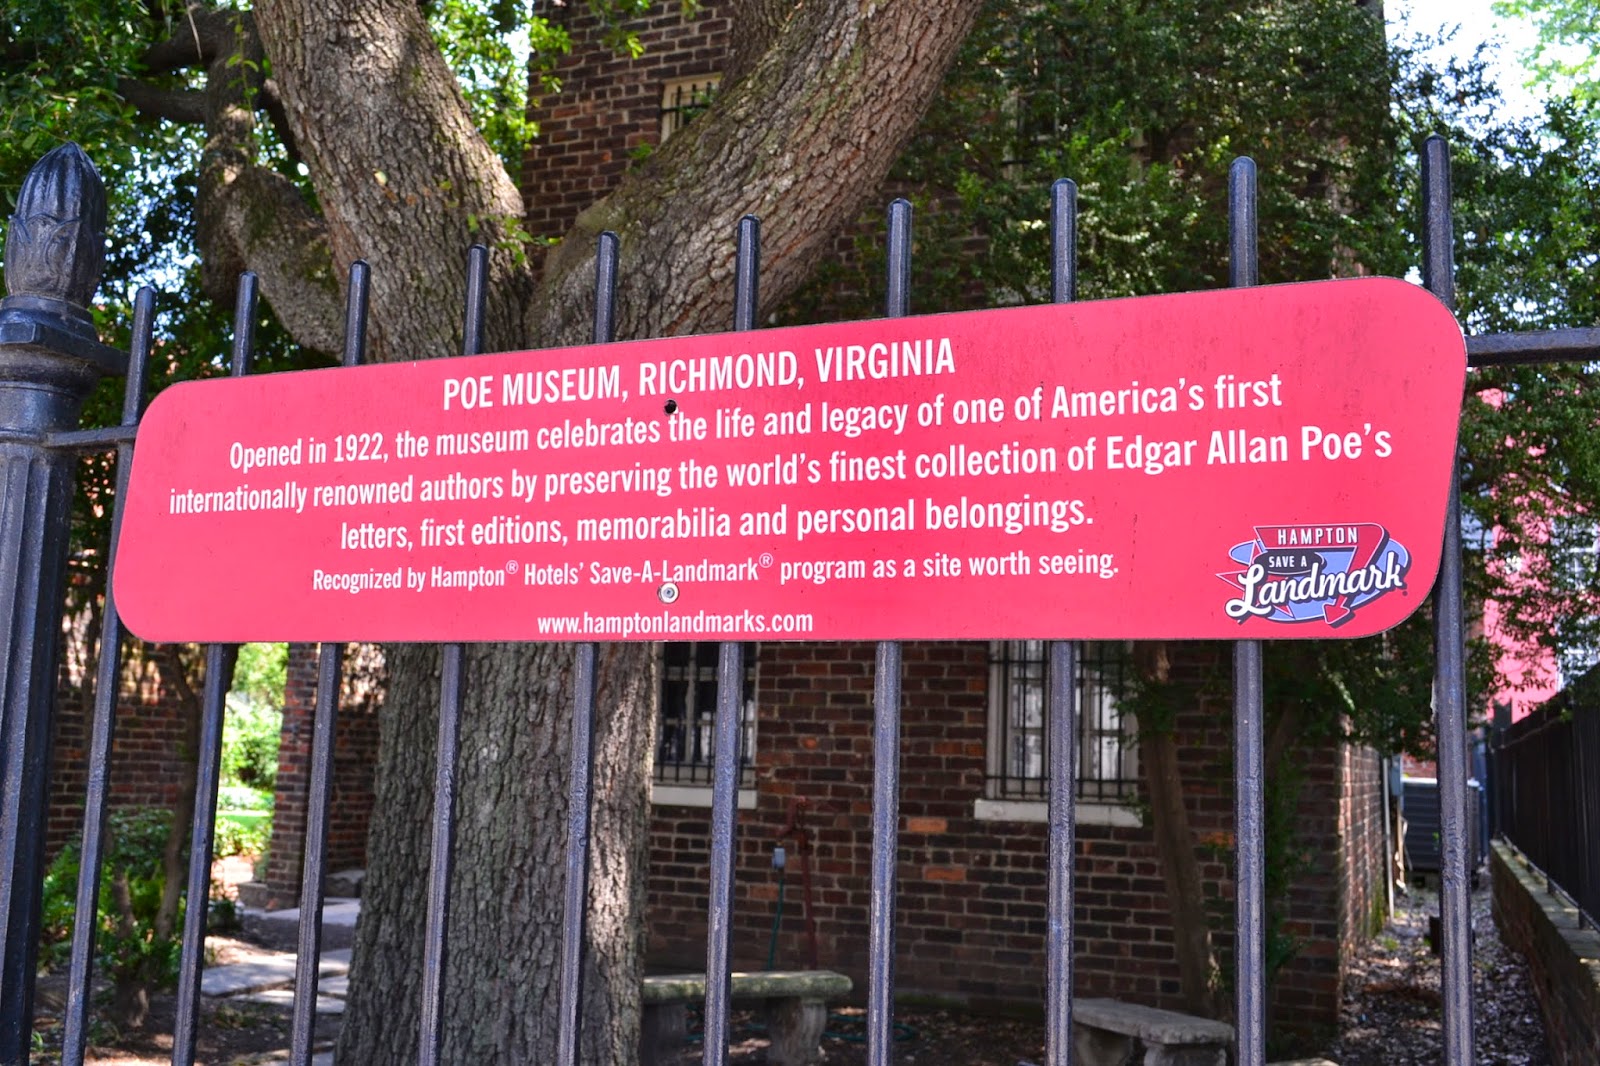 POE MUSEUM, RICHMOND, VIRGINIA
Opened in 1922, the museum celebrates the life and legacy of one of America's first
internationally renowned authors by preserving the world's finest collection of Edgar Allan Poe's
letters, first editions, memorabilia and personal belongings.
Recognized by Hampton® Hotels' Save-A-Landmark® program as a site worth seeing.
www.hamptonlandmarks.com
HAMPTON
SAVE A
Landmark